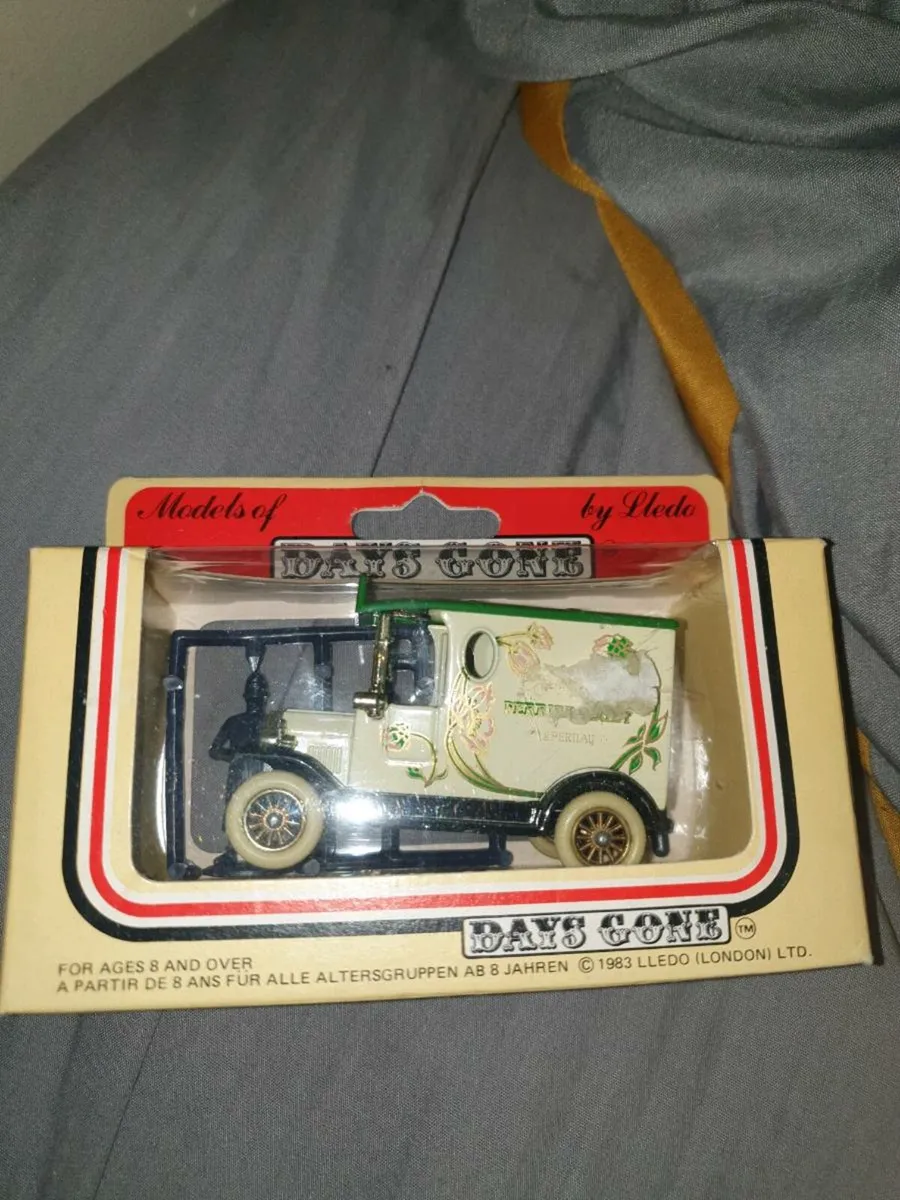 Models of by Lledo
DAYS GONE
DAYS GONE TM
FOR AGES 8 AND OVER
A PARTIR DE 8 ANS FÜR ALLE ALTERSGRUPPEN AB 8 JAHREN © 1983 LLEDO (LONDON) LTD.